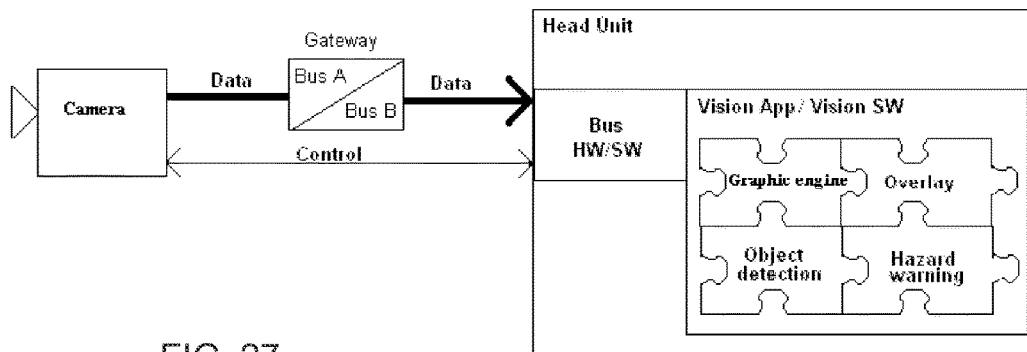 Head Unit
Gateway
Bus A
Bus B
Data
Data
Camera
Control
Bus
HW/SW
Vision App/ Vision SW
Graphic engine
Overlay
Object
detection
Hazard
warning